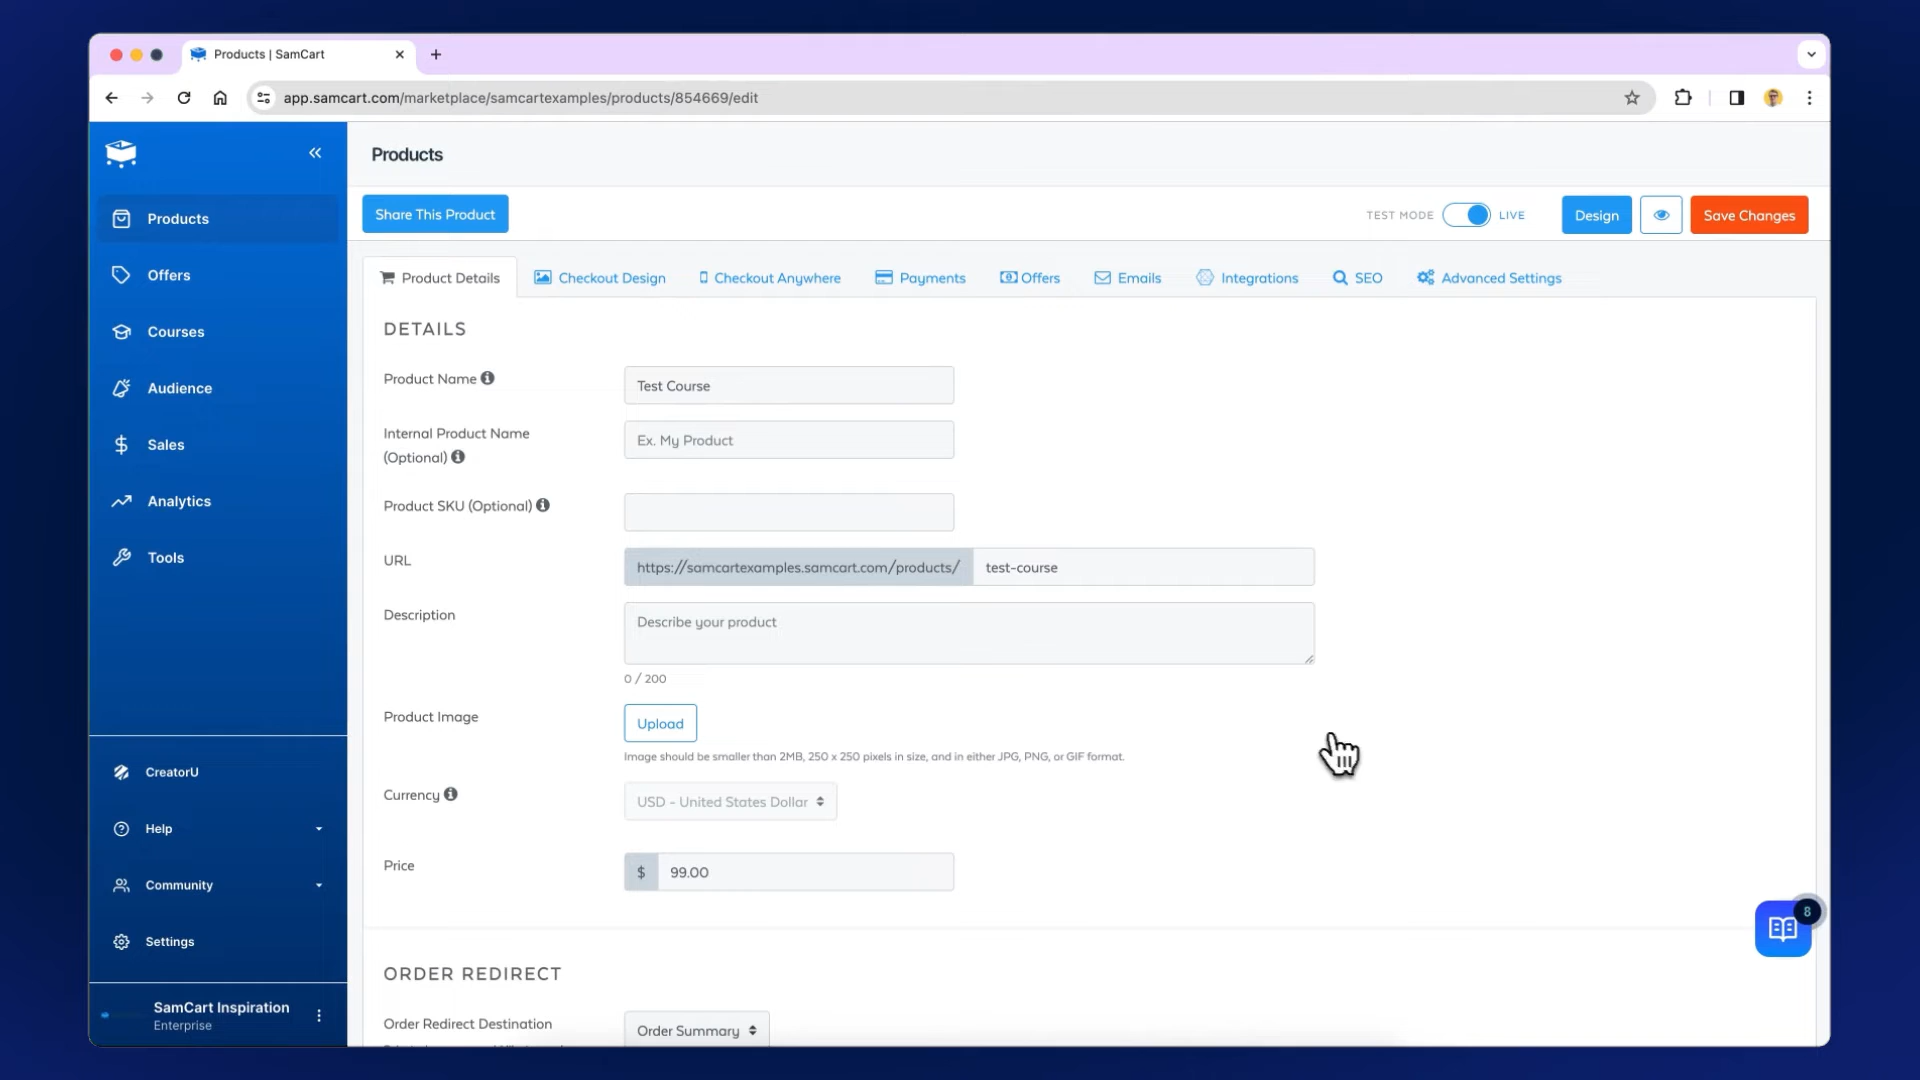 Products | SamCart
app.samcart.com/marketplace/samcartexamples/products/854669/edit
Products
Share This Product
TEST MODE
LIVE
Design
Save Changes
Products
Offers
Courses
Audience
Sales
Analytics
Tools
CreatorU
Help
Community
Settings
SamCart Inspiration
Enterprise
Product Details
Checkout Design
Checkout Anywhere
Payments
Offers
Emails
Integrations
SEO
Advanced Settings
DETAILS
Product Name
Test Course
Internal Product Name
(Optional)
Ex. My Product
Product SKU (Optional)
URL
https://samcartexamples.samcart.com/products/
test-course
Description
Describe your product
0 / 200
Product Image
Upload
Image should be smaller than 2MB, 250 x 250 pixels in size, and in either JPG, PNG, or GIF format.
Currency
USD - United States Dollar
Price
$
99.00
8
ORDER REDIRECT
Order Redirect Destination
Order Summary